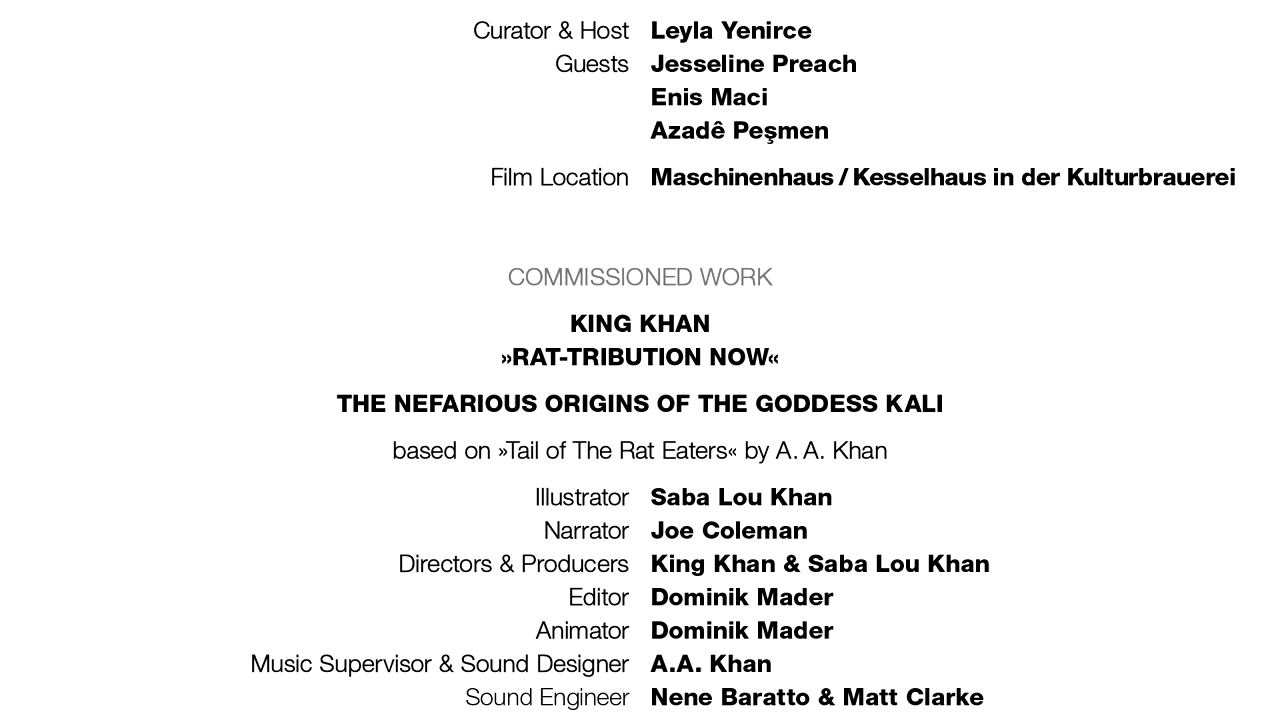 Curator & Host Leyla Yenirce
Guests Jesseline Preach
Enis Maci
Azadê Peşmen
Film Location Maschinenhaus / Kesselhaus in der Kulturbrauerei
COMMISSIONED WORK
KING KHAN
»RAT-TRIBUTION NOW«
THE NEFARIOUS ORIGINS OF THE GODDESS KALI
based on »Tail of The Rat Eaters« by A. A. Khan
Illustrator Saba Lou Khan
Narrator Joe Coleman
Directors & Producers King Khan & Saba Lou Khan
Editor Dominik Mader
Animator Dominik Mader
Music Supervisor & Sound Designer A.A. Khan
Sound Engineer Nene Baratto & Matt Clarke